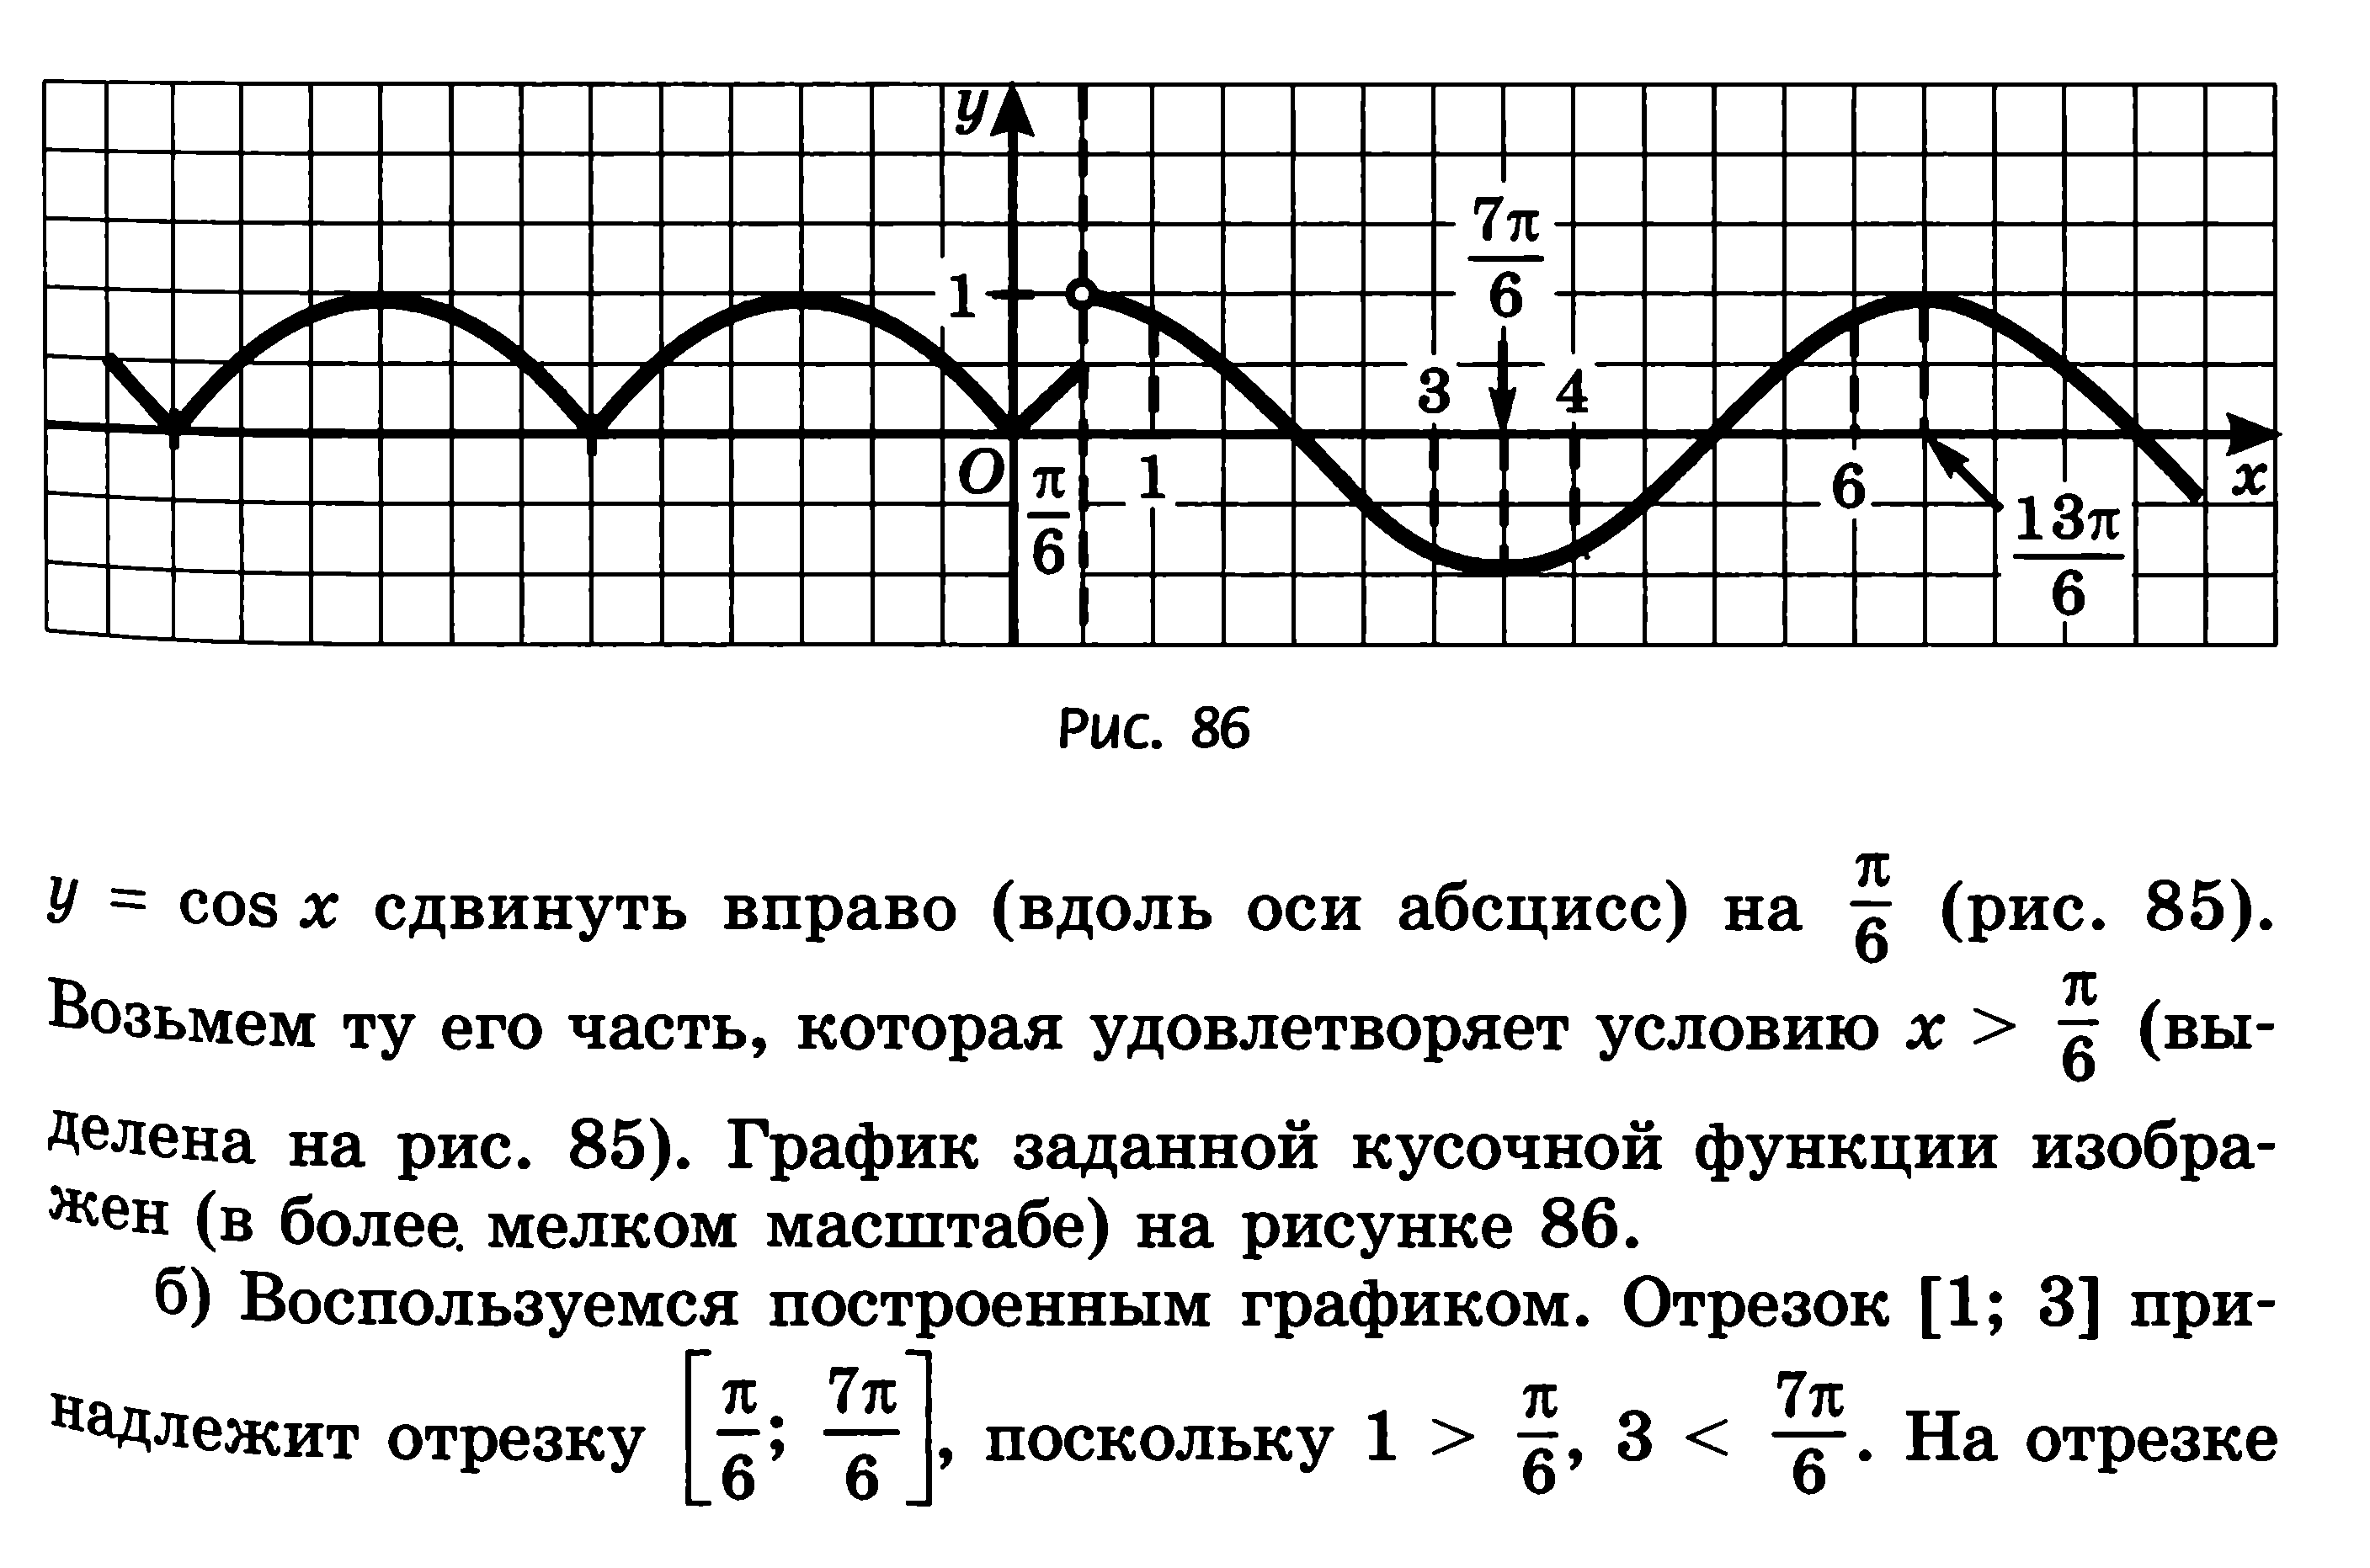 y
1
7π/6
3
4
O
π/6
1
6
x
13π/6
Рис. 86
y = cos x сдвинуть вправо (вдоль оси абсцисс) на π/6 (рис. 85).
Возьмем ту его часть, которая удовлетворяет условию x > π/6 (вы-
делена на рис. 85). График заданной кусочной функции изобра-
жен (в более мелком масштабе) на рисунке 86.
б) Воспользуемся построенным графиком. Отрезок [1; 3] при-
надлежит отрезку [π/6; 7π/6], поскольку 1 > π/6, 3 < 7π/6. На отрезке